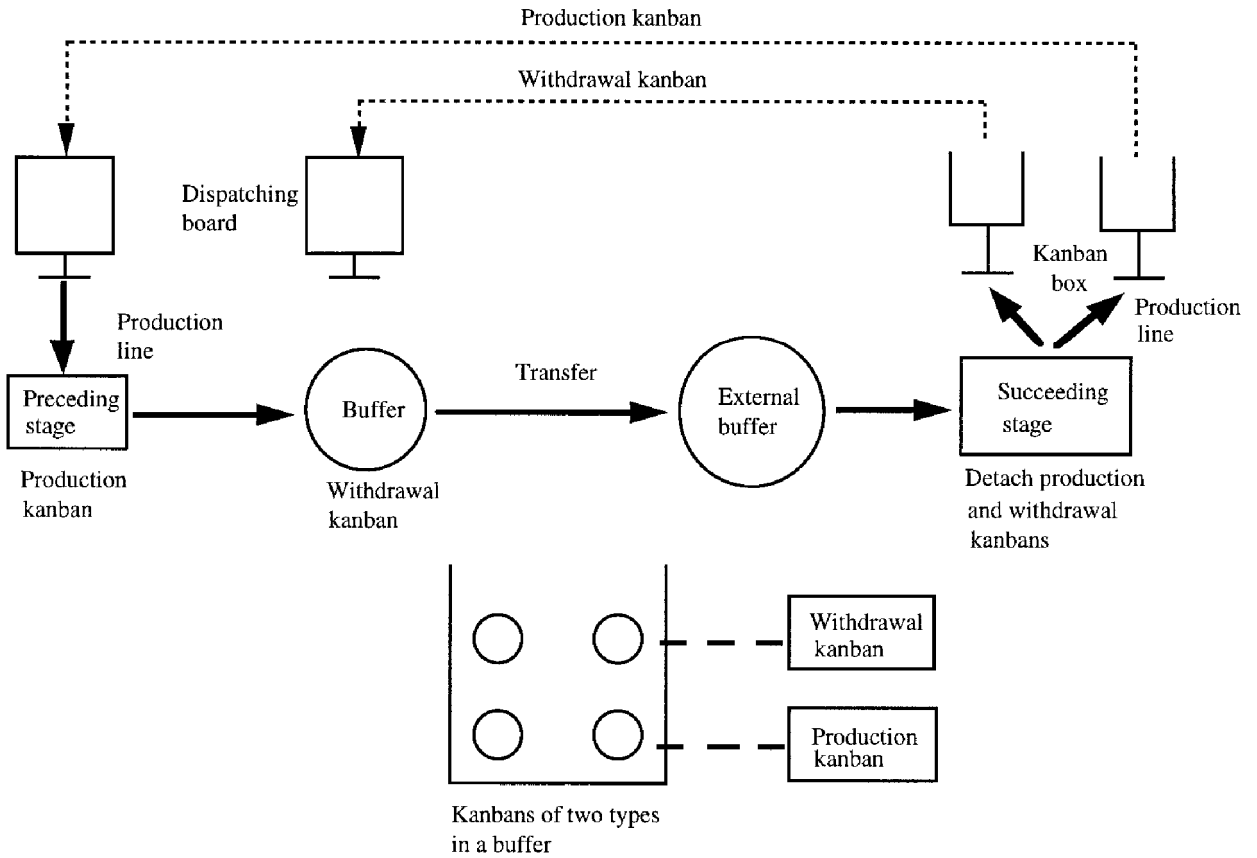 Production kanban
Withdrawal kanban
Dispatching
board
Kanban
box
Production
line
Production
line
Preceding
stage
Buffer
Transfer
External
buffer
Succeeding
stage
Production
kanban
Withdrawal
kanban
Detach production
and withdrawal
kanbans
Withdrawal
kanban
Production
kanban
Kanbans of two types
in a buffer